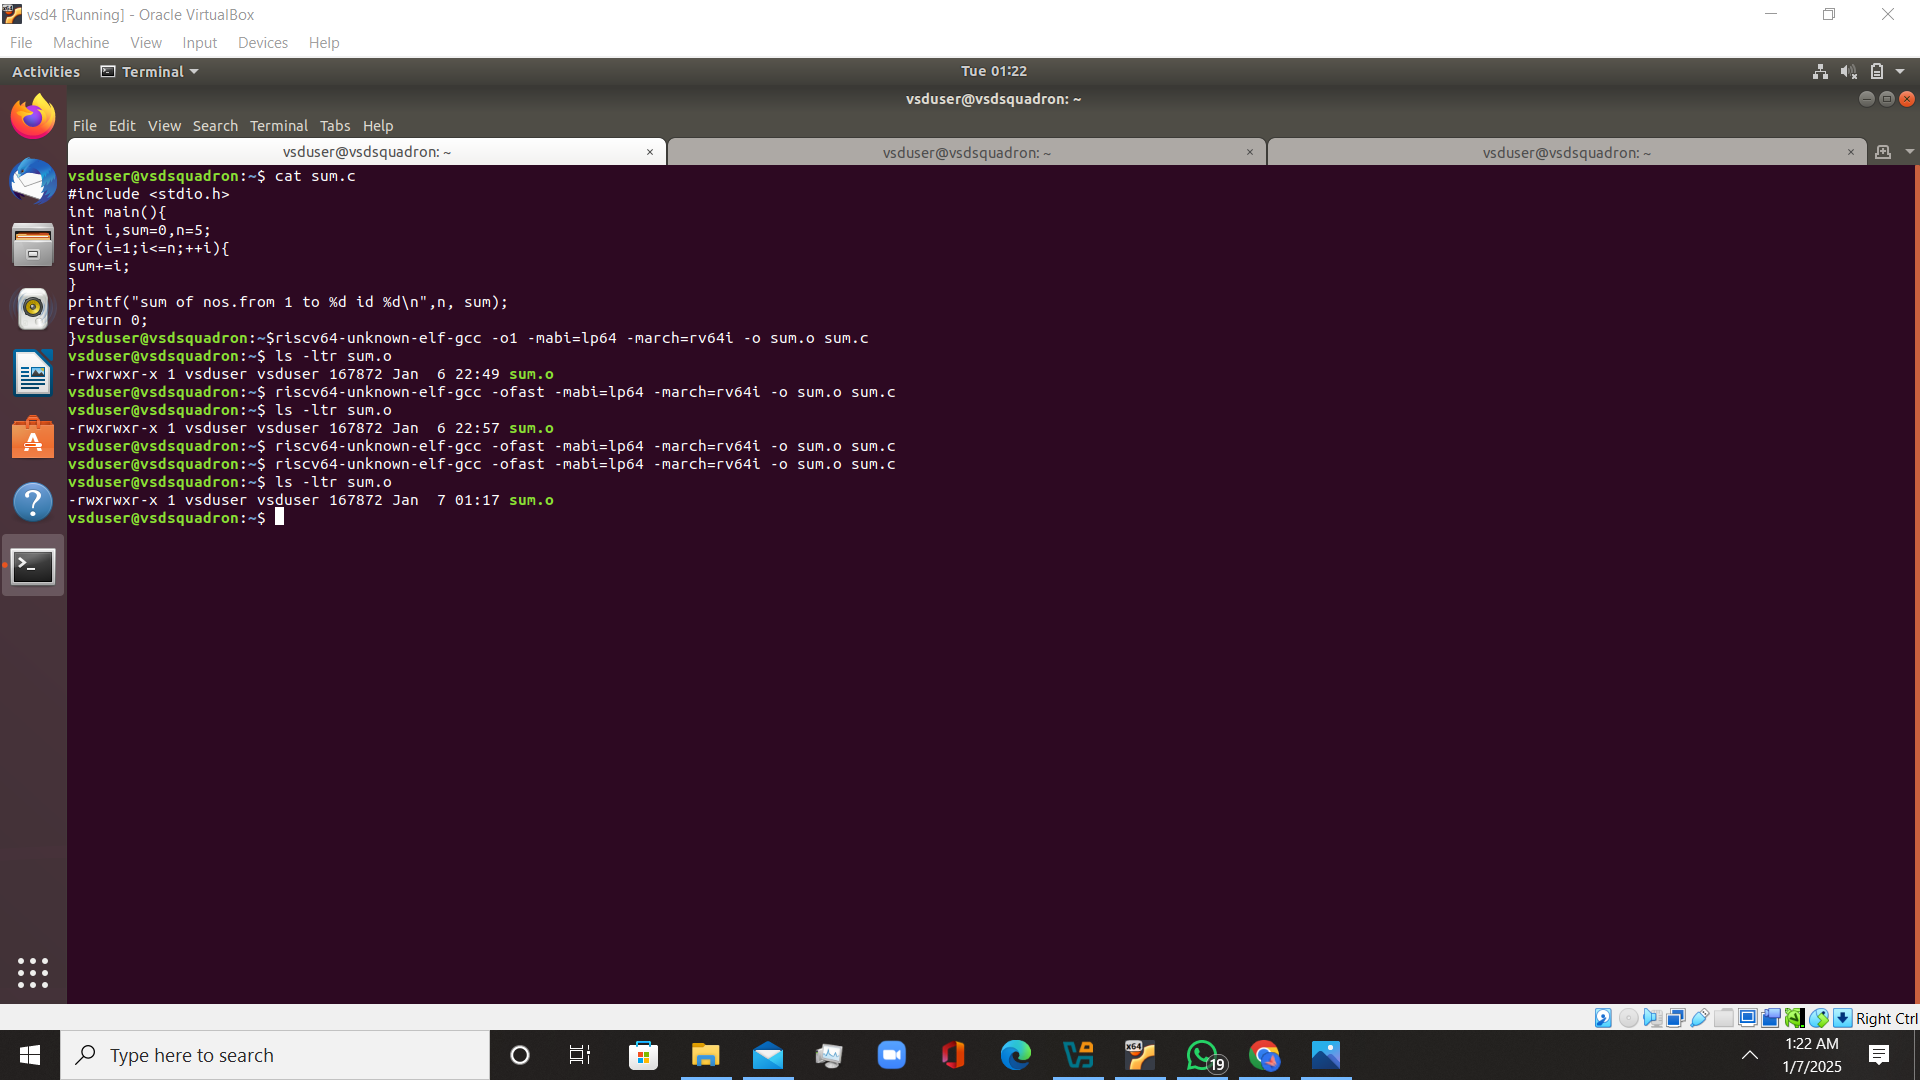 vsd4 [Running] - Oracle VirtualBox
File Machine View Input Devices Help
Activities Terminal Tue 01:22
vsduser@vsdsquadron: ~
File Edit View Search Terminal Tabs Help
vsduser@vsdsquadron: ~ × vsduser@vsdsquadron: ~ × vsduser@vsdsquadron: ~ ×
vsduser@vsdsquadron:~$ cat sum.c
#include <stdio.h>
int main(){
int i,sum=0,n=5;
for(i=1;i<=n;++i){
sum+=i;
}
printf("sum of nos.from 1 to %d id %d\n",n, sum);
return 0;
}vsduser@vsdsquadron:~$riscv64-unknown-elf-gcc -o1 -mabi=lp64 -march=rv64i -o sum.o sum.c
vsduser@vsdsquadron:~$ ls -ltr sum.o
-rwxrwxr-x 1 vsduser vsduser 167872 Jan  6 22:49 sum.o
vsduser@vsdsquadron:~$ riscv64-unknown-elf-gcc -ofast -mabi=lp64 -march=rv64i -o sum.o sum.c
vsduser@vsdsquadron:~$ ls -ltr sum.o
-rwxrwxr-x 1 vsduser vsduser 167872 Jan  6 22:57 sum.o
vsduser@vsdsquadron:~$ riscv64-unknown-elf-gcc -ofast -mabi=lp64 -march=rv64i -o sum.o sum.c
vsduser@vsdsquadron:~$ riscv64-unknown-elf-gcc -ofast -mabi=lp64 -march=rv64i -o sum.o sum.c
vsduser@vsdsquadron:~$ ls -ltr sum.o
-rwxrwxr-x 1 vsduser vsduser 167872 Jan  7 01:17 sum.o
vsduser@vsdsquadron:~$
Right Ctrl
Type here to search
x64
19
1:22 AM
1/7/2025